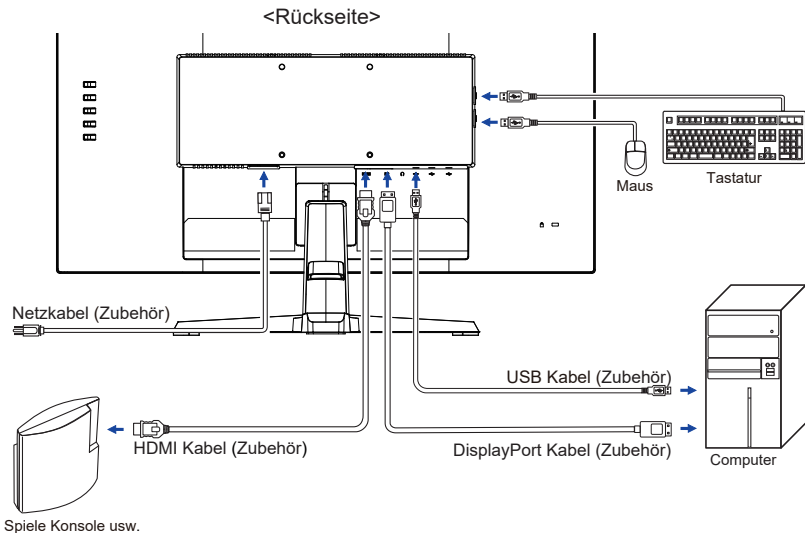 <Rückseite>
Maus
Tastatur
Netzkabel (Zubehör)
USB Kabel (Zubehör)
HDMI Kabel (Zubehör)
DisplayPort Kabel (Zubehör)
Computer
Spiele Konsole usw.